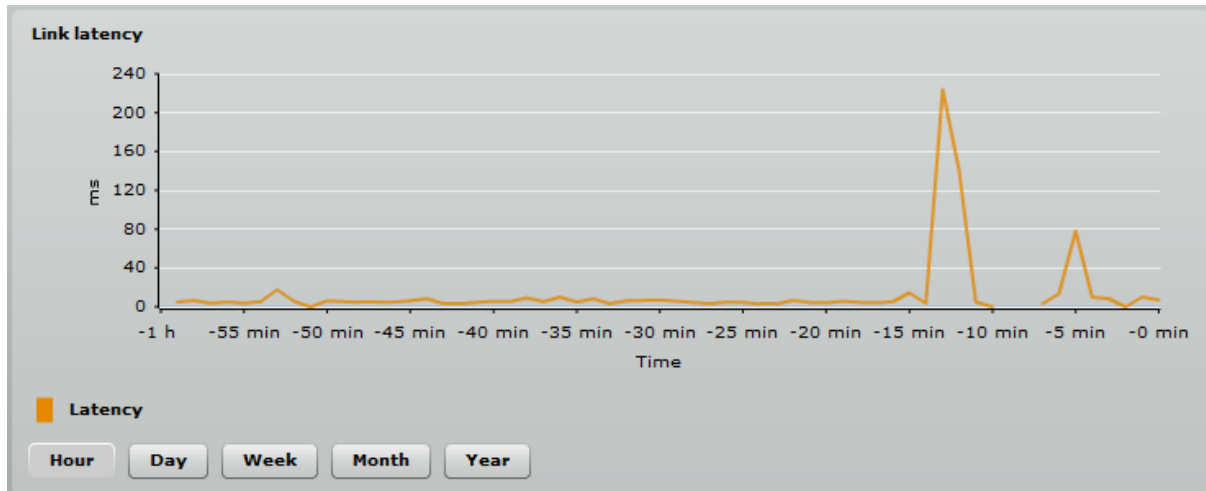 Link latency
240
200
160
120
80
40
0
ms
-1 h -55 min -50 min -45 min -40 min -35 min -30 min -25 min -20 min -15 min -10 min -5 min -0 min
Time
Latency
Hour Day Week Month Year